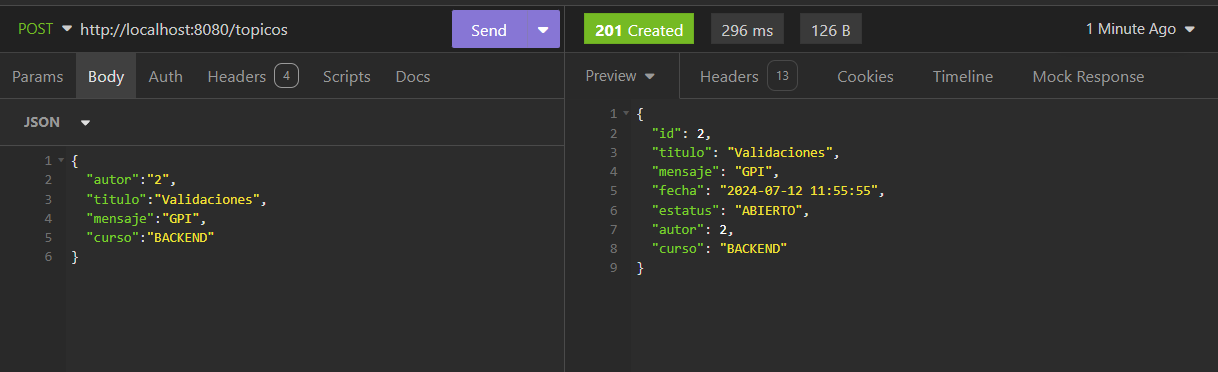 POST http://localhost:8080/topicos Send
Params Body Auth Headers 4 Scripts Docs
JSON
1 {
2 "autor":"2",
3 "titulo":"Validaciones",
4 "mensaje":"GPI",
5 "curso":"BACKEND"
6 }
201 Created 296 ms 126 B 1 Minute Ago
Preview Headers 13 Cookies Timeline Mock Response
1 {
2 "id": 2,
3 "titulo": "Validaciones",
4 "mensaje": "GPI",
5 "fecha": "2024-07-12 11:55:55",
6 "estatus": "ABIERTO",
7 "autor": 2,
8 "curso": "BACKEND"
9 }